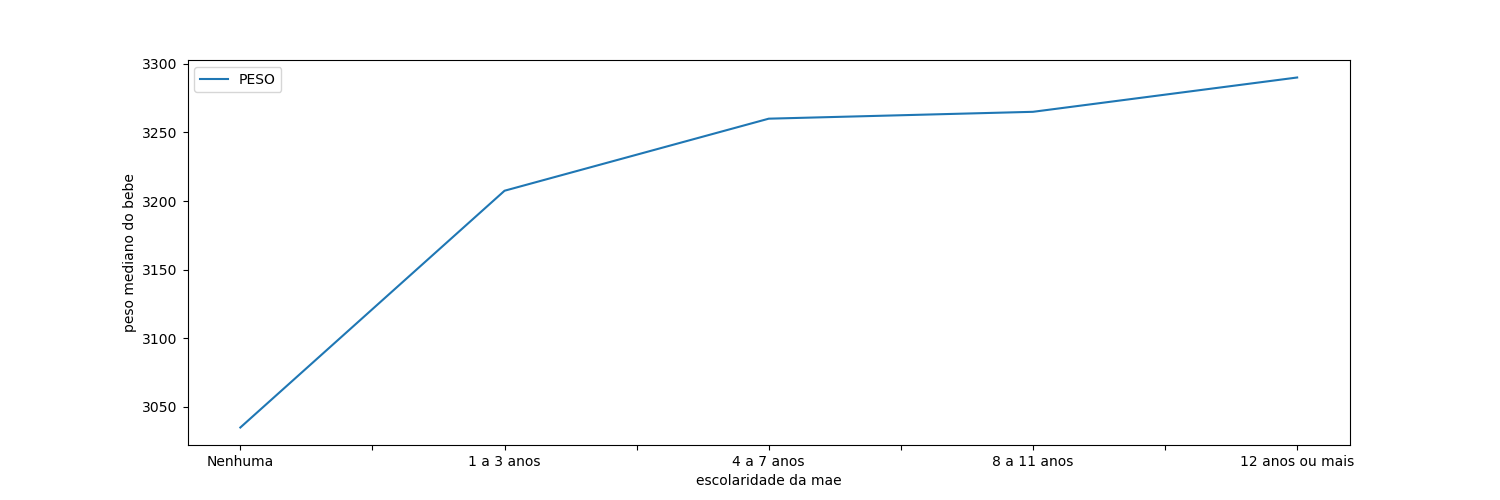 PESO
3300
3250
3200
3150
3100
3050
peso mediano do bebe
Nenhuma
1 a 3 anos
4 a 7 anos
8 a 11 anos
12 anos ou mais
escolaridade da mae